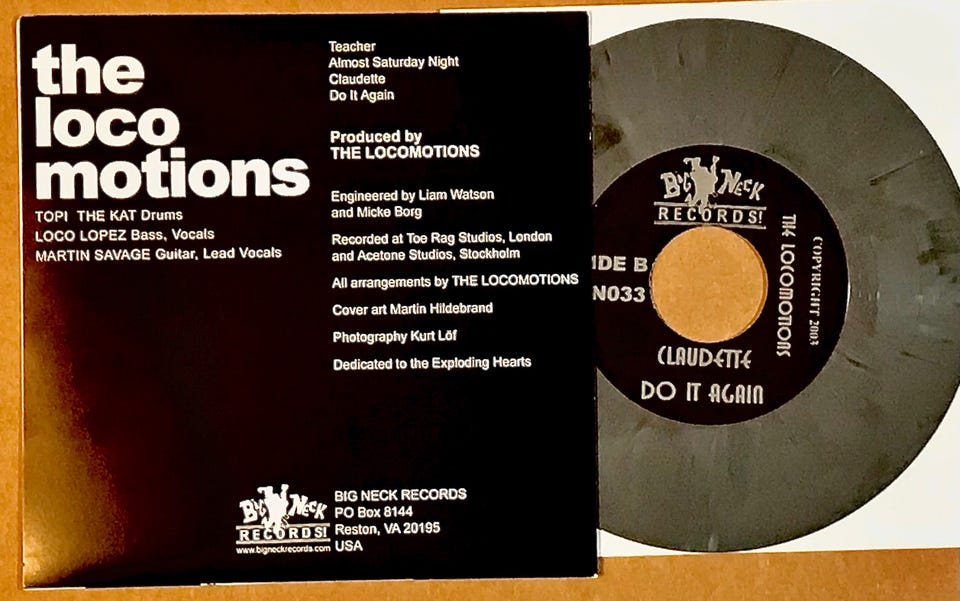 the
loco
motions
TOPI THE KAT Drums
LOCO LOPEZ Bass, Vocals
MARTIN SAVAGE Guitar, Lead Vocals
Teacher
Almost Saturday Night
Claudette
Do It Again
Produced by
THE LOCOMOTIONS
Engineered by Liam Watson
and Micke Borg
Recorded at Toe Rag Studios, London
and Acetone Studios, Stockholm
All arrangements by THE LOCOMOTIONS
Cover art Martin Hildebrand
Photography Kurt Löf
Dedicated to the Exploding Hearts
BIG NECK
RECORDS!
www.bigneckrecords.com
BIG NECK RECORDS
PO Box 8144
Reston, VA 20195
USA
BIG NECK
RECORDS!
IDE B
N033
THE LOCOMOTIONS
COPYRIGHT 2003
CLAUDETTE
DO IT AGAIN